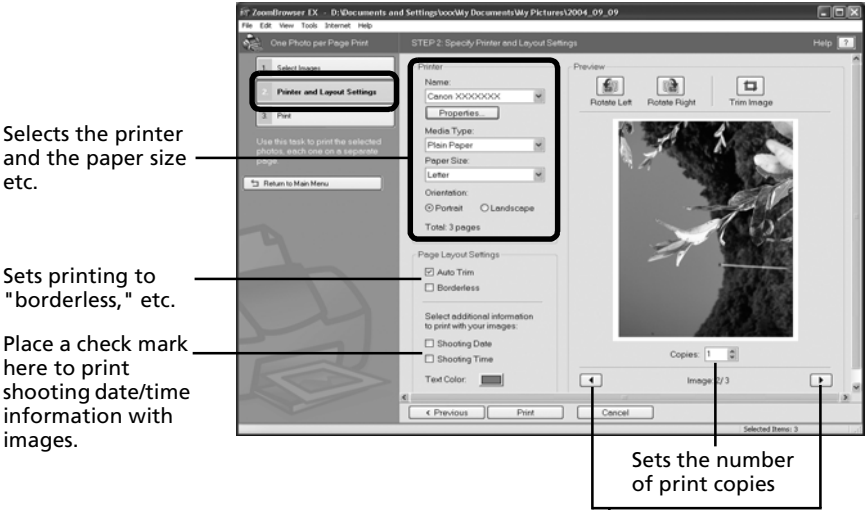 ZoomBrowser EX - D:\Documents and Settings\xxx\My Documents\My Pictures\2004_09_09
File Edit View Tools Internet Help
One Photo per Page Print
STEP 2: Specify Printer and Layout Settings
Help ?
1. Select Images
2. Printer and Layout Settings
3. Print
Use this task to print the selected
photos, each one on a separate
page.
Return to Main Menu
Printer
Name:
Canon XXXXXXX
Properties...
Media Type:
Plain Paper
Paper Size:
Letter
Orientation:
Portrait Landscape
Total: 3 pages
Page Layout Settings
Auto Trim
Borderless
Select additional information
to print with your images:
Shooting Date
Shooting Time
Text Color:
Preview
Rotate Left Rotate Right Trim Image
Copies: 1
Image: 2/3
< Previous Print Cancel
Selected Items: 3
Selects the printer
and the paper size
etc.
Sets printing to
"borderless," etc.
Place a check mark
here to print
shooting date/time
information with
images.
Sets the number
of print copies